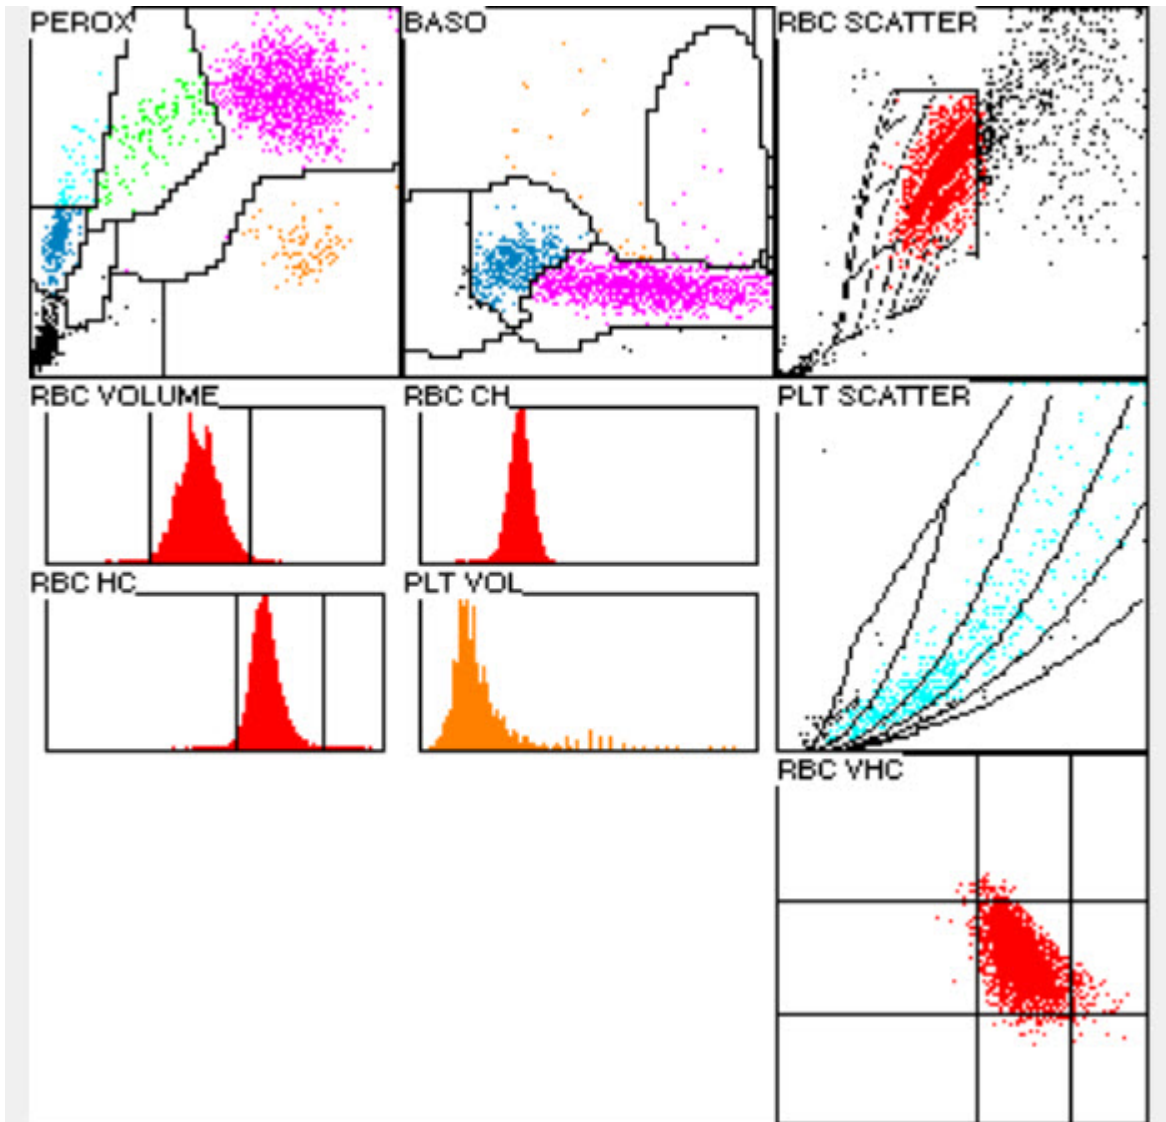 PEROX
BASO
RBC SCATTER
RBC VOLUME
RBC CH
PLT SCATTER
RBC HC
PLT VOL
RBC VHC